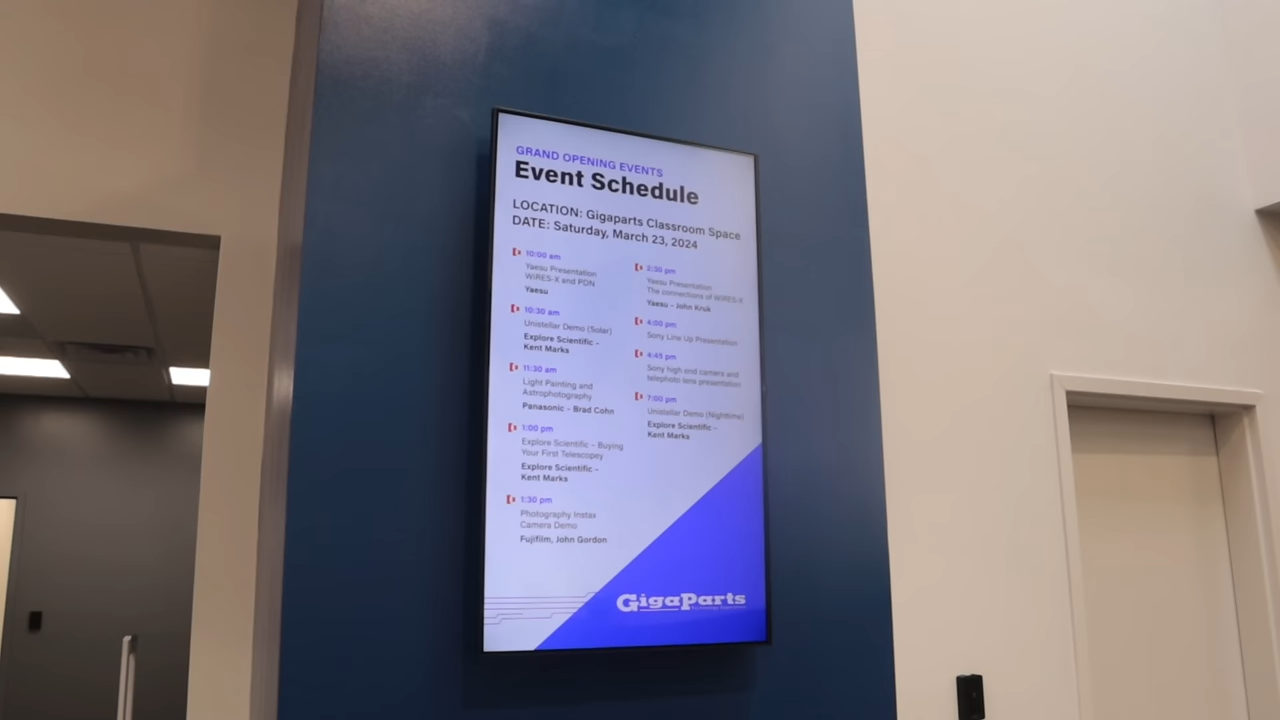 GRAND OPENING EVENTS
Event Schedule
LOCATION: Gigaparts Classroom Space
DATE: Saturday, March 23, 2024
10:00 am
Yaesu Presentation
WiRES-X and PDN
Yaesu
10:30 am
Unistellar Demo (Solar)
Explore Scientific –
Kent Marks
11:30 am
Light Painting and
Astrophotography
Panasonic – Brad Cohn
1:00 pm
Explore Scientific – Buying
Your First Telescopey
Explore Scientific –
Kent Marks
1:30 pm
Photography Instax
Camera Demo
Fujifilm, John Gordon
2:30 pm
Yaesu Presentation
The connections of WiRES-X
Yaesu – John Kruk
4:00 pm
Sony Line Up Presentation
4:45 pm
Sony high end camera and
telephoto lens presentation
7:00 pm
Unistellar Demo (Nighttime)
Explore Scientific –
Kent Marks
GigaParts